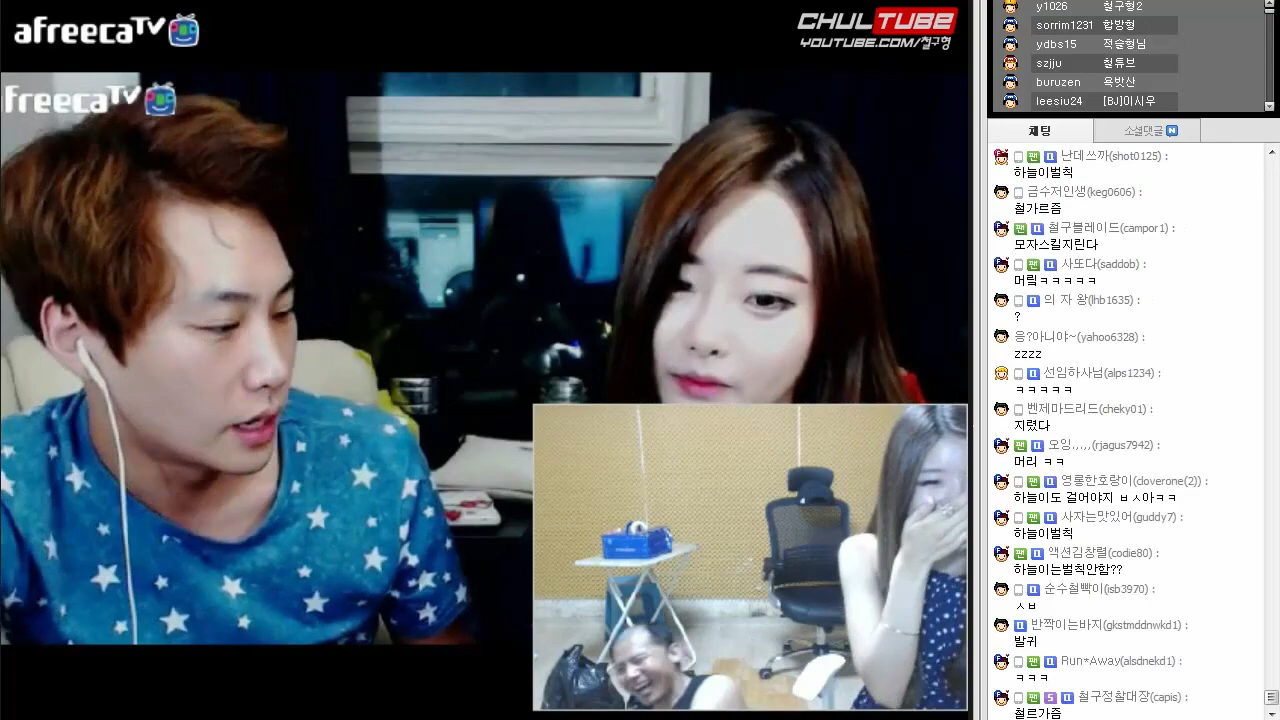 afreecaTV
CHULTUBE
YOUTUBE.COM/철구형
freecaTV
y1026 철구형2
sorrim1231 합방형
ydbs15 적슬형님
szjju 철튜브
buruzen 욕밧산
leesiu24 [BJ]미시우
채팅 소셜댓글 N
난데쓰까(shot0125) :
하늘이벌칙
금수저인생(keg0606) :
철가르즘
철구블레이드(campor1) :
모자스킬지린다
사또다(saddob) :
머맄ㅋㅋㅋㅋㅋ
의 자 왕(lhb1635) :
?
응?아니야~(yahoo6328) :
zzzz
선임하사님(alps1234) :
ㅋㅋㅋㅋㅋ
벤제마드리드(cheky01) :
지렸다
오잉,,,,,(rjagus7942) :
머리 ㅋㅋ
영롱한호랑이(cloverone(2)) :
하늘이도 걸어야지 ㅂㅅ아ㅋㅋ
사자는맛있어(guddy7) :
하늘이벌칙
액션김창렬(codie80) :
하늘이는벌칙안함??
순수철빡이(isb3970) :
ㅅㅂ
반짝이는바지(gkstmddnwkd1) :
발퀴
Run*Away(alsdnekd1) :
ㅋㅋㅋ
철구정찰대장(capis) :
철르가즘